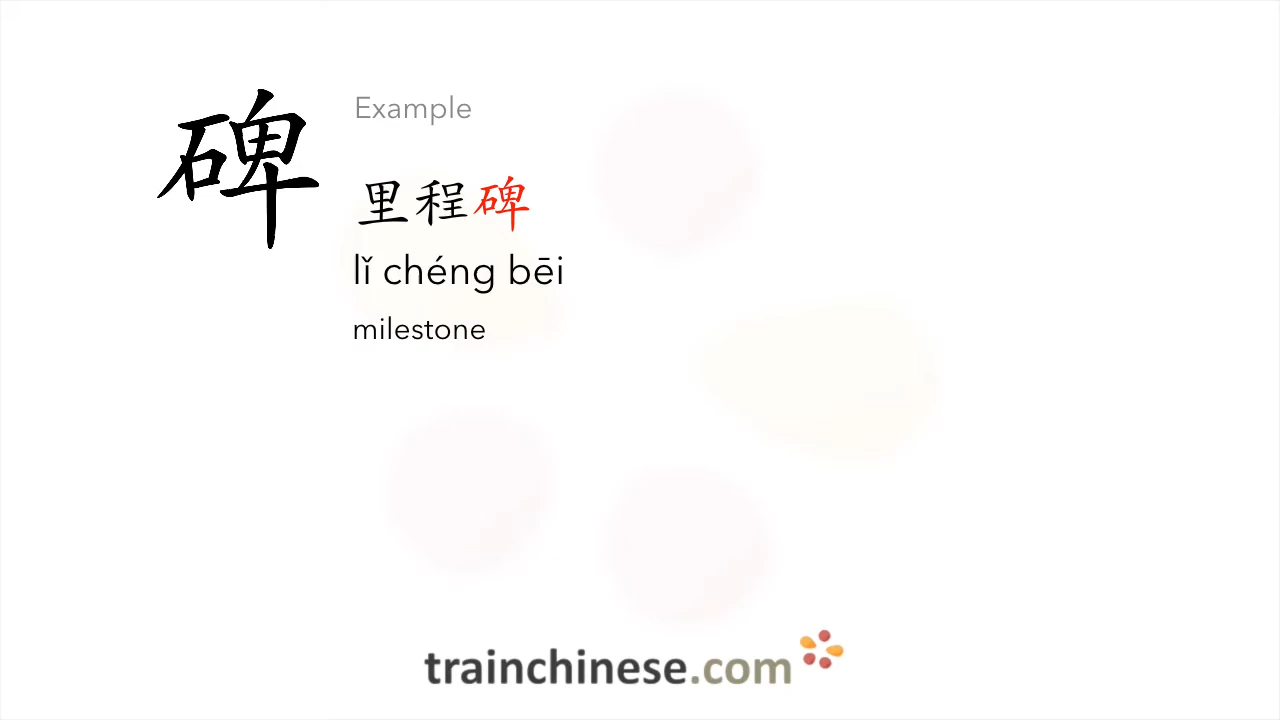 碑
Example
里程碑
lǐ chéng bēi
milestone
trainchinese.com